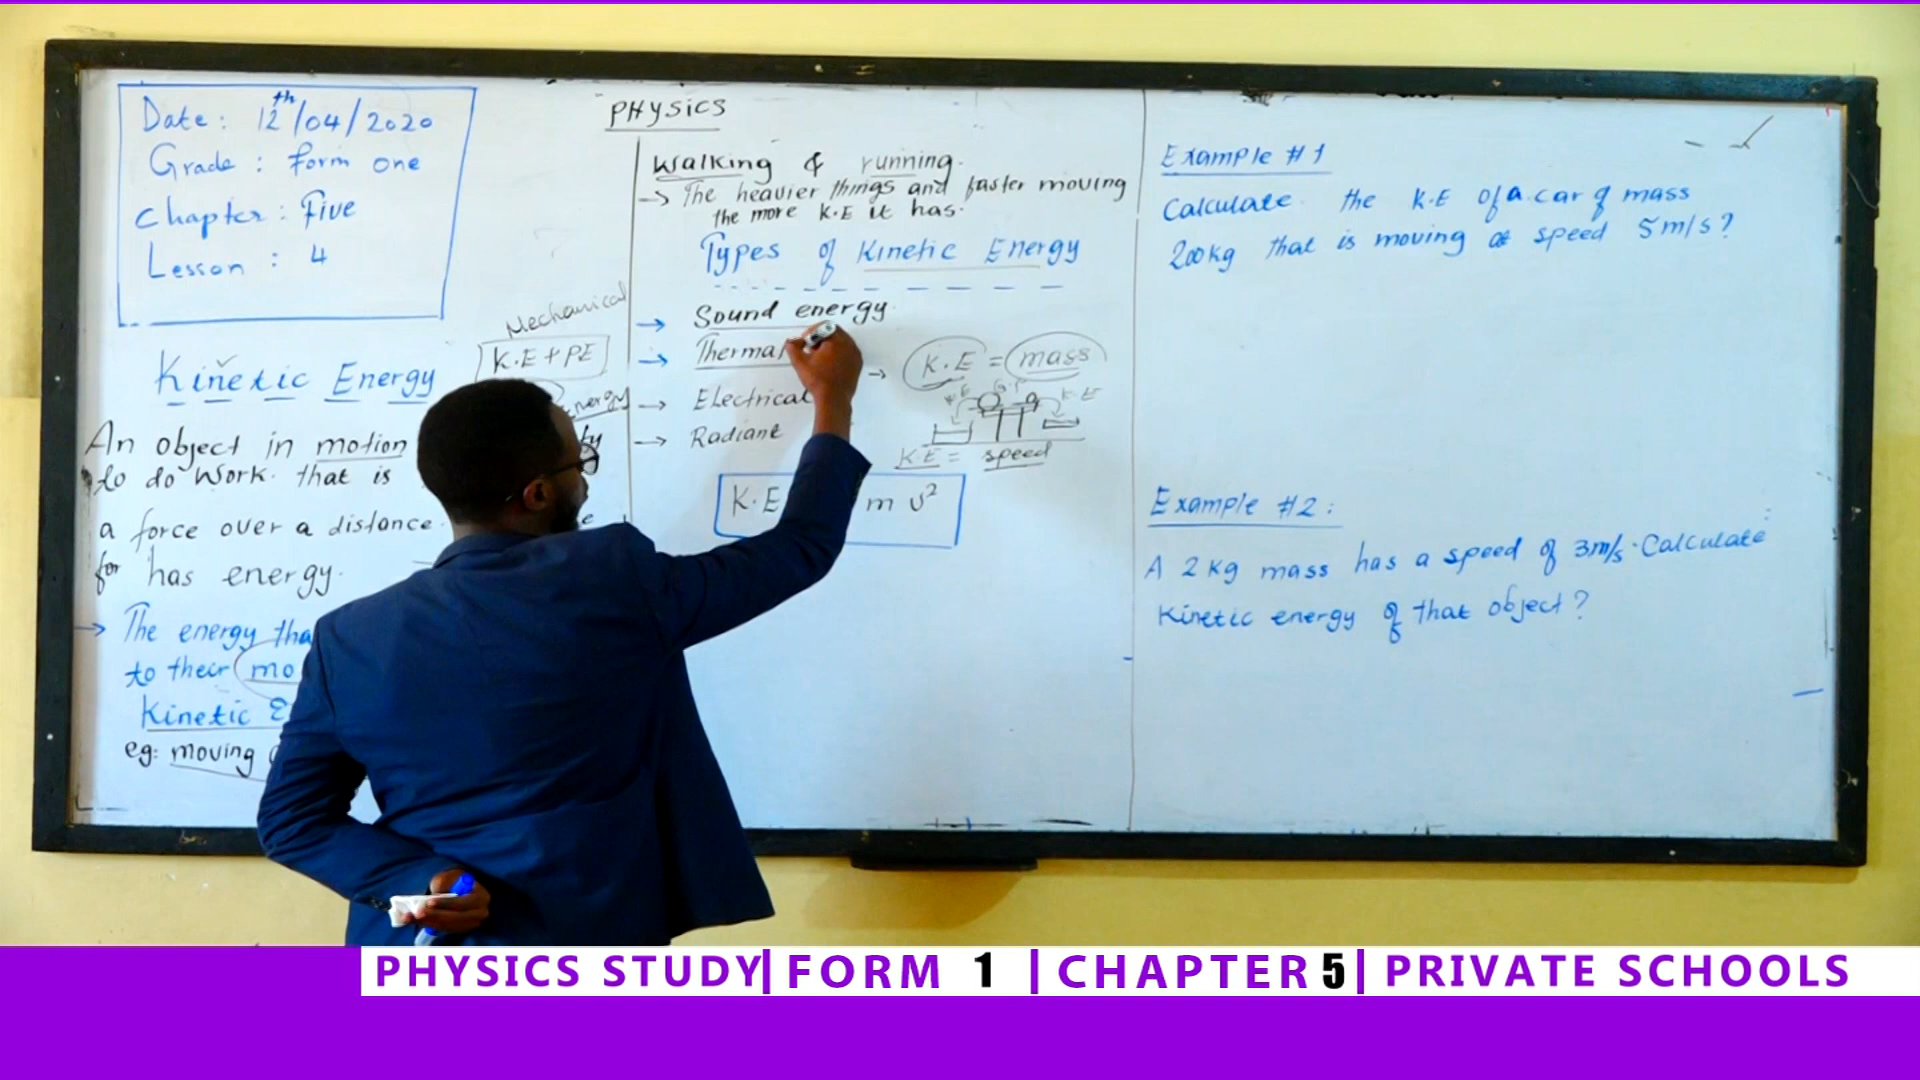 PHYSICS
Date: 12th/04/2020
Grade: Form one
Chapter: Five
Lesson: 4
Kinetic Energy
Mechanical
K.E + PE
Energy
An object in motion
to do work. that is
a force over a distance.
for has energy.
The energy tha
to their mo
Kinetic E
eg: moving
Walking & running.
→ The heavier things and faster moving
the more K.E it has.
Types of Kinetic Energy
→ Sound energy.
→ Thermal
→ Electrical
→ Radiant
→ K.E = mass
K.E
KE = speed
K.E m v²
Example #1
Calculate the K.E of a car of mass
200kg that is moving at speed 5m/s?
Example #2:
A 2kg mass has a speed of 3m/s. Calculate
Kinetic energy of that object?
PHYSICS STUDY| FORM 1 | CHAPTER 5 | PRIVATE SCHOOLS